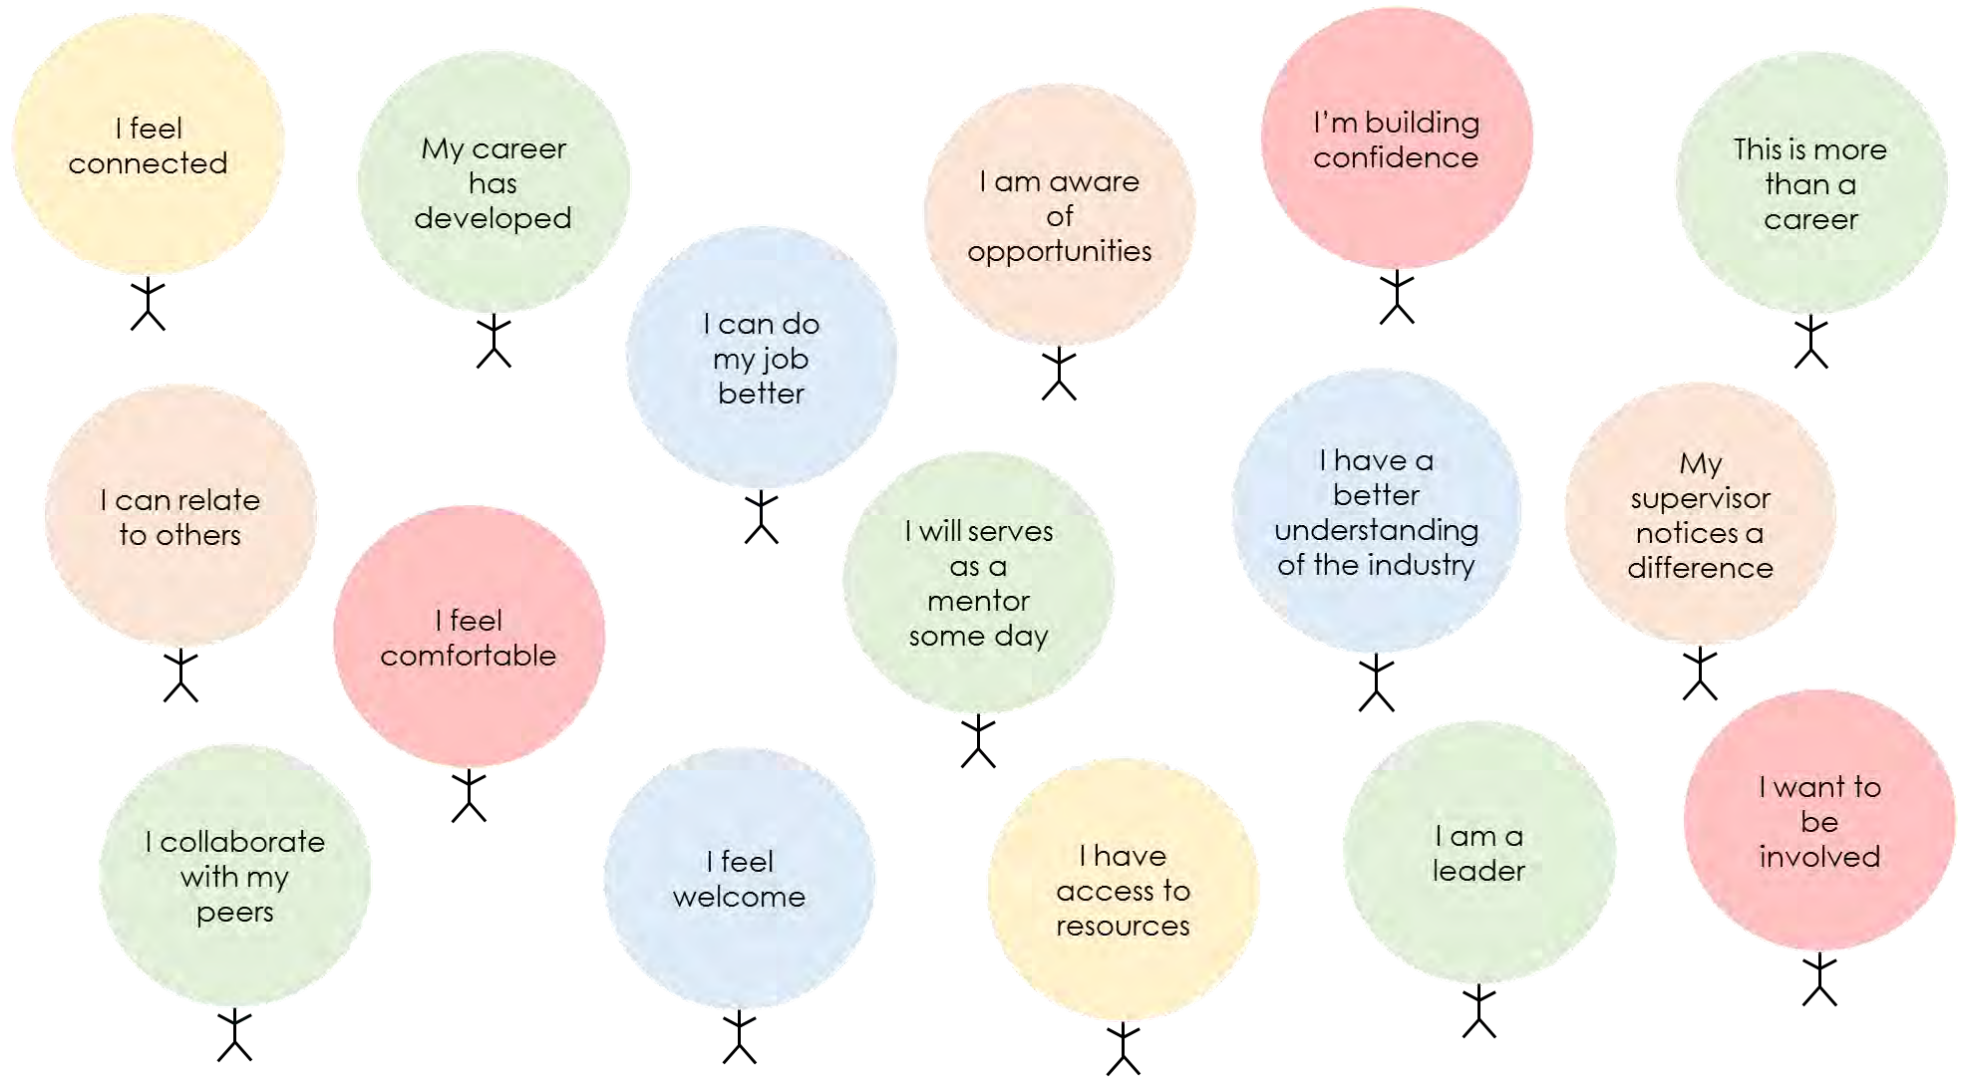 I feel
connected
My career
has
developed
I can do
my job
better
I am aware
of
opportunities
I'm building
confidence
This is more
than a
career
I can relate
to others
I feel
comfortable
I will serves
as a
mentor
some day
I have a
better
understanding
of the industry
My
supervisor
notices a
difference
I collaborate
with my
peers
I feel
welcome
I have
access to
resources
I am a
leader
I want to
be
involved